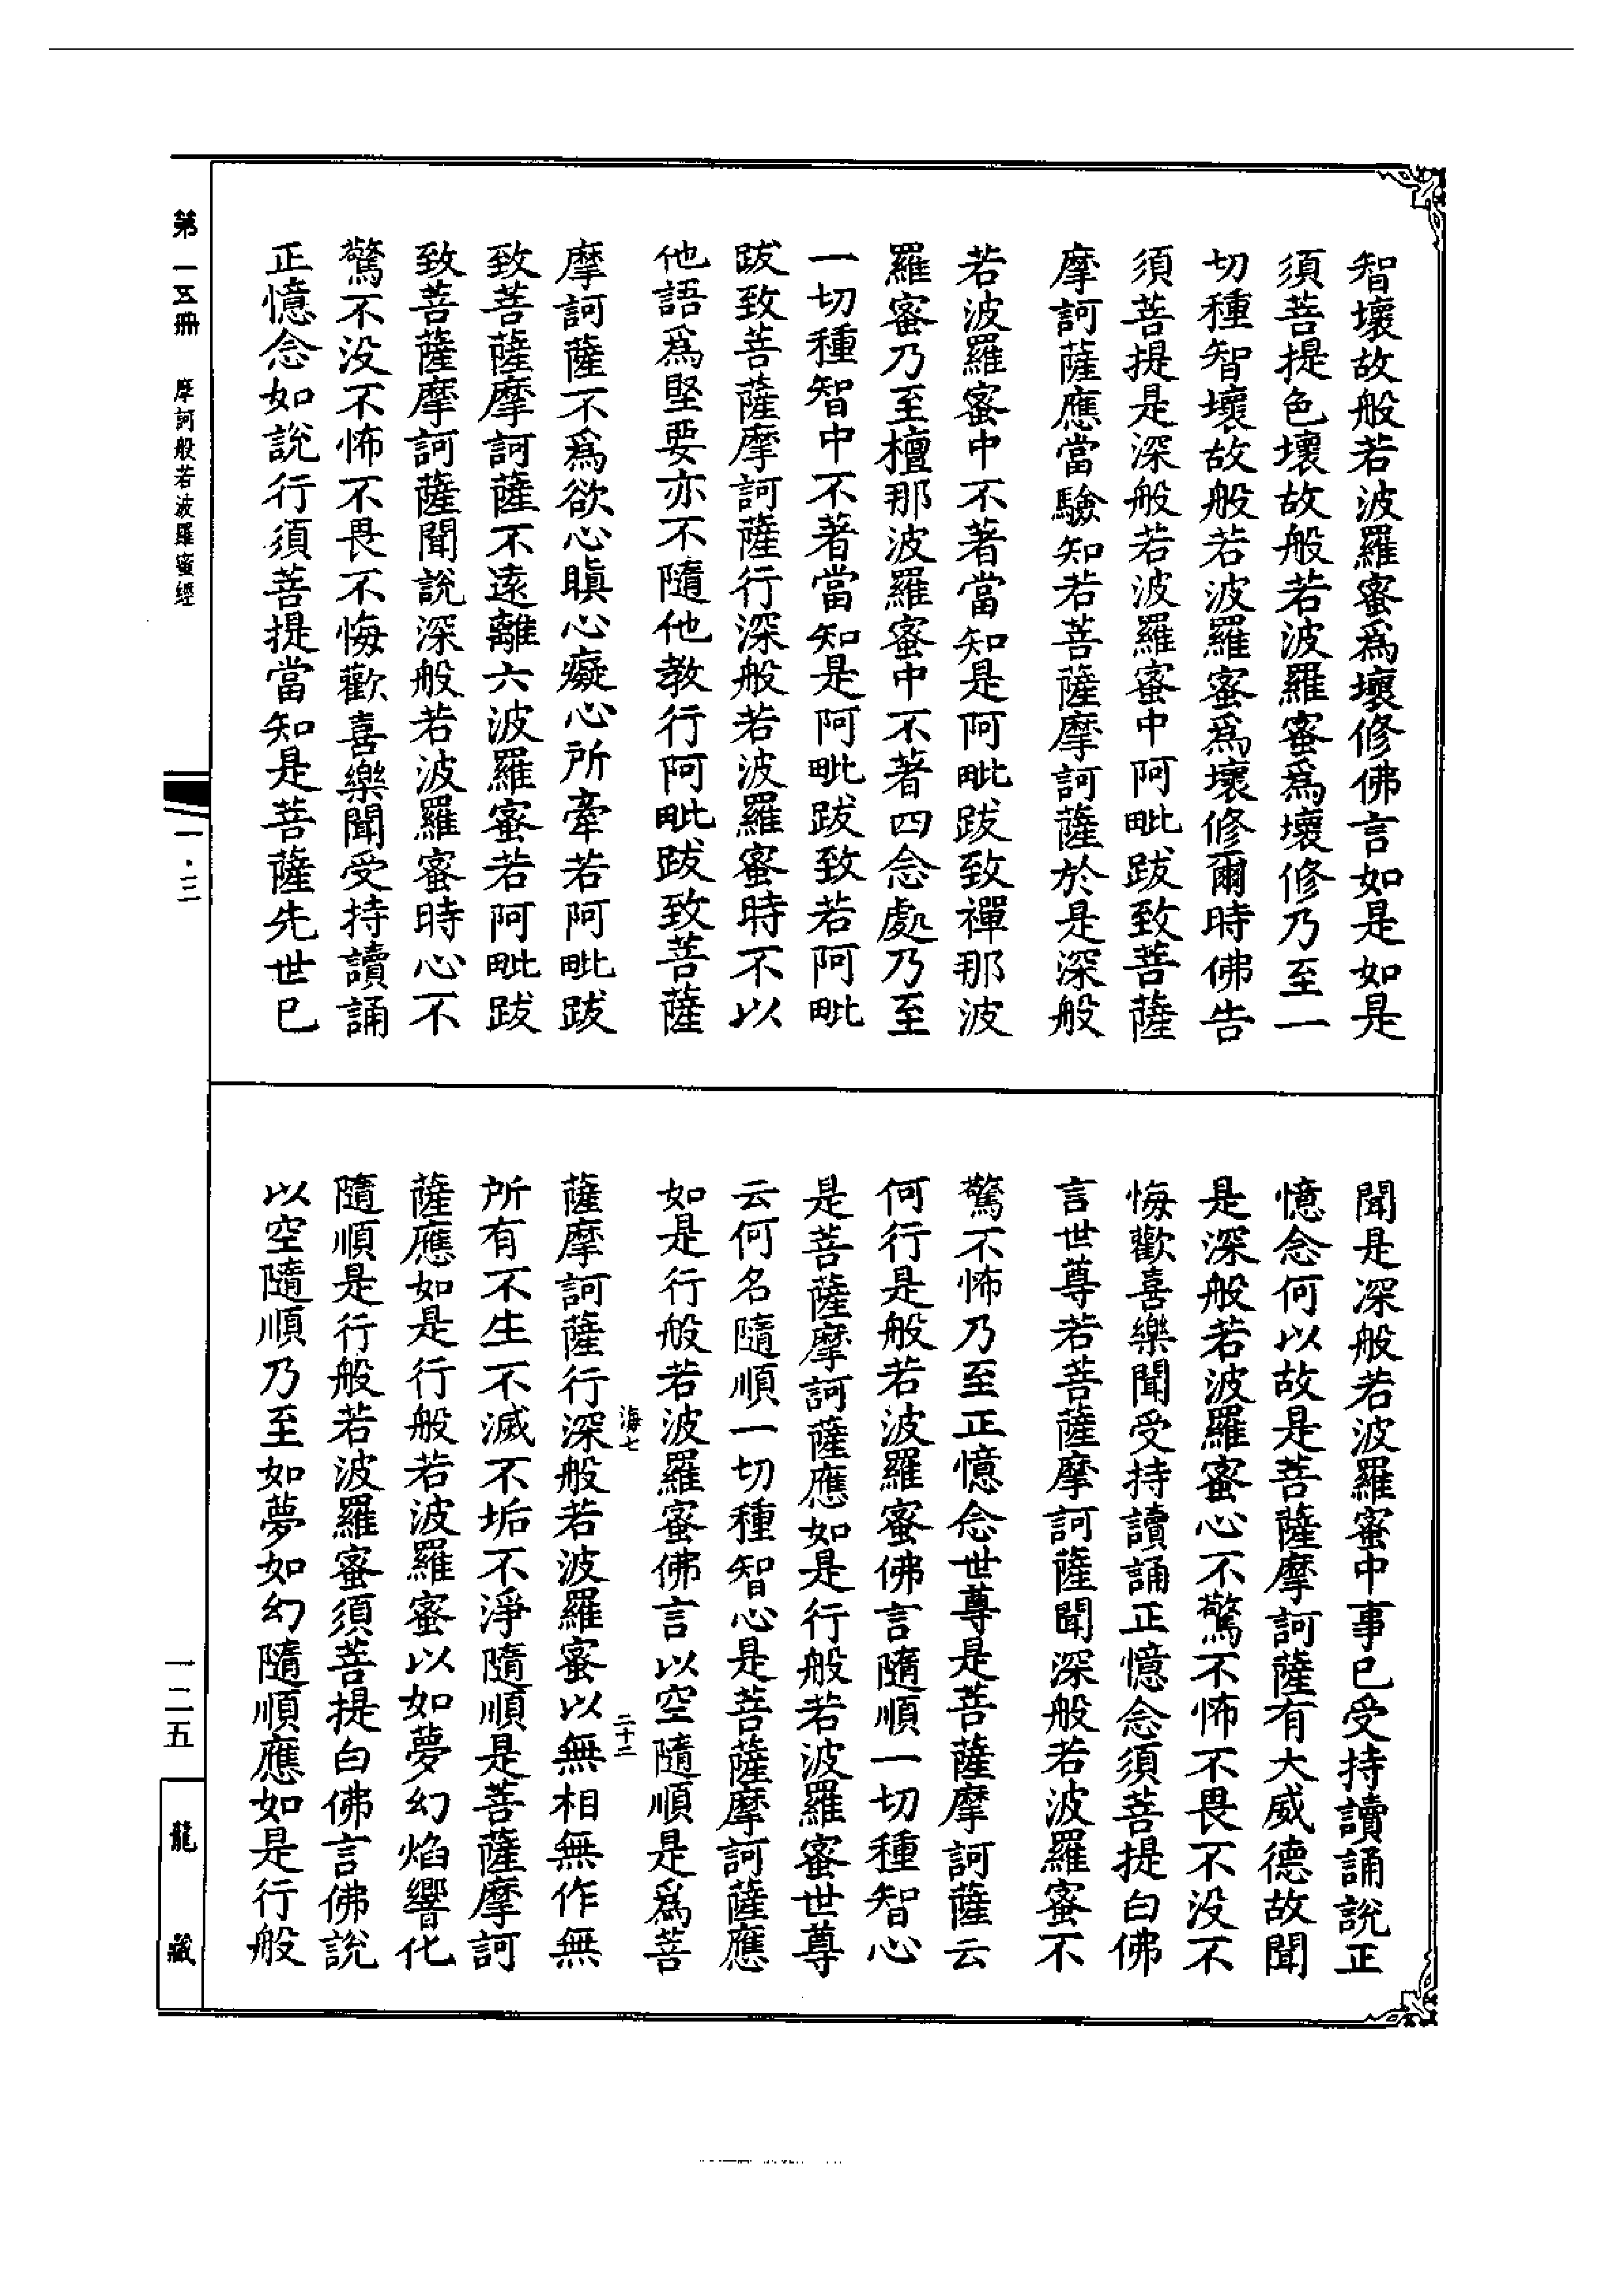 智壞故般若波羅蜜爲壞修佛言如是如是
須菩提色壞故般若波羅蜜爲壞修乃至一
切種智壞故般若波羅蜜爲壞修爾時佛告
須菩提是深般若波羅蜜中阿毗跋致菩薩
摩訶薩應當驗知若菩薩摩訶薩於是深般
若波羅蜜中不著當知是阿毗跋致禪那波
羅蜜乃至檀那波羅蜜中不著四念處乃至
一切種智中不著當知是阿毗跋致若阿毗
跋致菩薩摩訶薩行深般若波羅蜜時不以
他語爲堅要亦不隨他教行阿毗跋致菩薩
摩訶薩不爲欲心瞋心癡心所牽若阿毗跋
致菩薩摩訶薩不遠離六波羅蜜若阿毗跋
致菩薩摩訶薩聞說深般若波羅蜜時心不
驚不没不怖不畏不悔歡喜樂聞受持讀誦
正憶念如說行須菩提當知是菩薩先世已
聞是深般若波羅蜜中事已受持讀誦說正
憶念何以故是菩薩摩訶薩有大威德故聞
是深般若波羅蜜心不驚不怖不畏不没不
悔歡喜樂聞受持讀誦正憶念須菩提白佛
言世尊若菩薩摩訶薩聞深般若波羅蜜不
驚不怖乃至正憶念世尊是菩薩摩訶薩云
何行是般若波羅蜜佛言隨順一切種智心
是菩薩摩訶薩應如是行般若波羅蜜世尊
云何名隨順一切種智心是菩薩摩訶薩應
如是行般若波羅蜜佛言以空隨順是爲菩
海七
二十二
薩摩訶薩行深般若波羅蜜以無相無作無
所有不生不滅不垢不淨隨順是菩薩摩訶
薩應如是行般若波羅蜜以如夢幻焰響化
隨順是行般若波羅蜜須菩提白佛言佛說
以空隨順乃至如夢如幻隨順應如是行般
第一五冊
摩訶般若波羅蜜經
一·三
一二五
龍藏